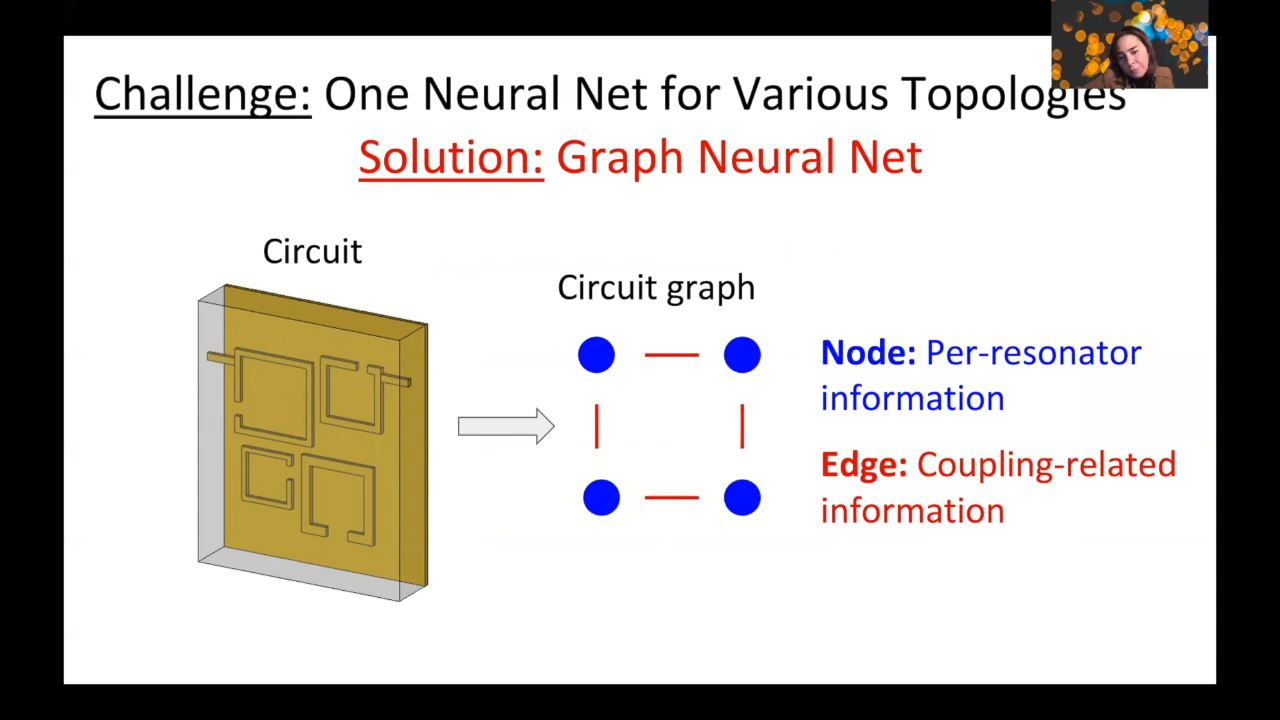 Challenge: One Neural Net for Various Topologies
Solution: Graph Neural Net
Circuit
Circuit graph
Node: Per-resonator
information
Edge: Coupling-related
information